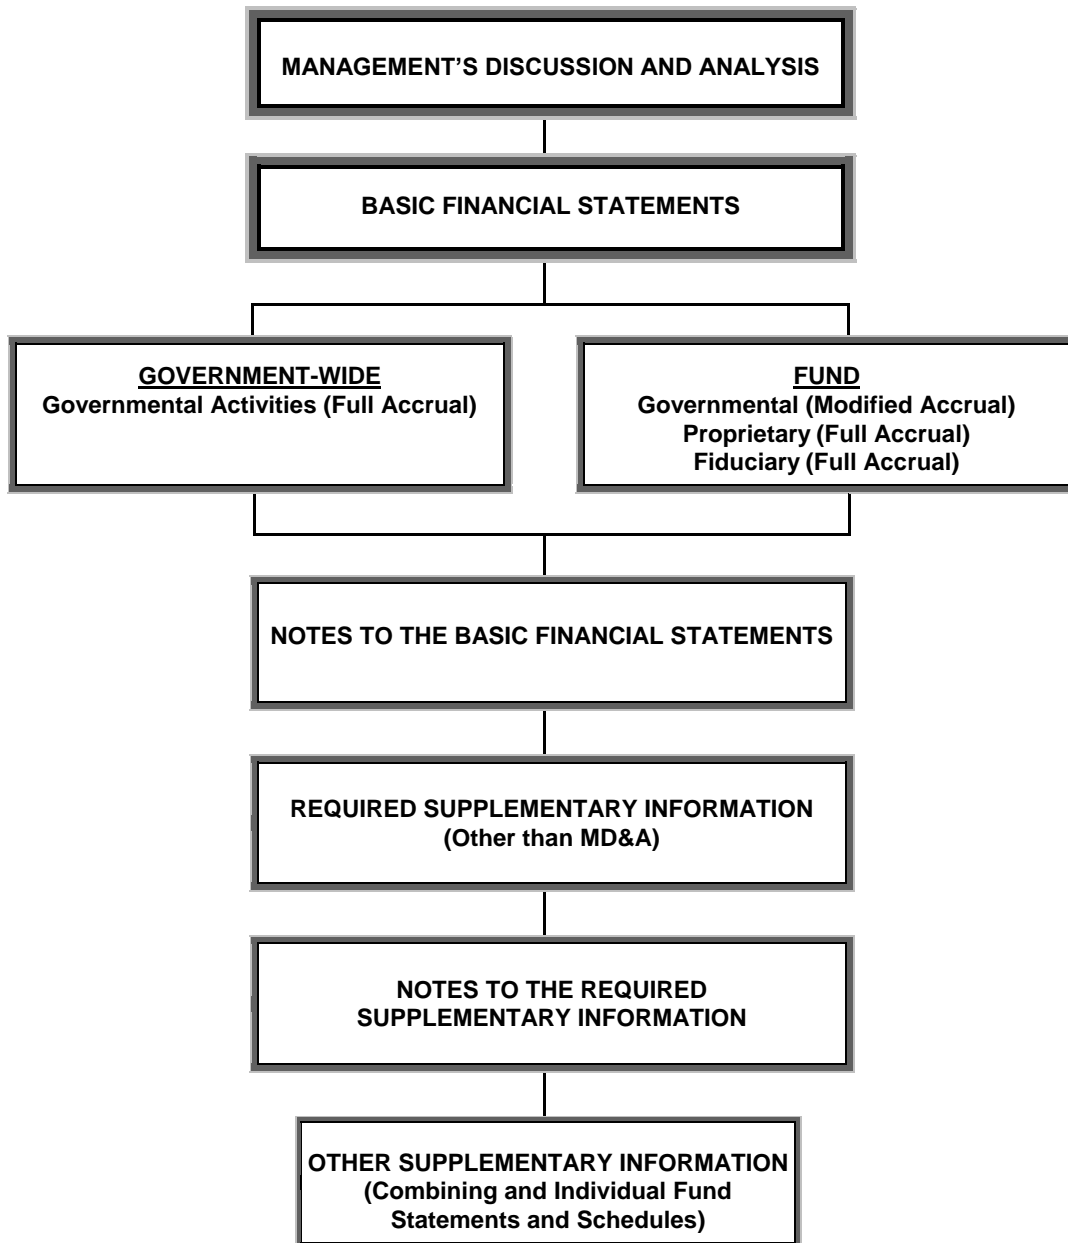 MANAGEMENT’S DISCUSSION AND ANALYSIS
BASIC FINANCIAL STATEMENTS
GOVERNMENT-WIDE
Governmental Activities (Full Accrual)
FUND
Governmental (Modified Accrual)
Proprietary (Full Accrual)
Fiduciary (Full Accrual)
NOTES TO THE BASIC FINANCIAL STATEMENTS
REQUIRED SUPPLEMENTARY INFORMATION
(Other than MD&A)
NOTES TO THE REQUIRED
SUPPLEMENTARY INFORMATION
OTHER SUPPLEMENTARY INFORMATION
(Combining and Individual Fund
Statements and Schedules)